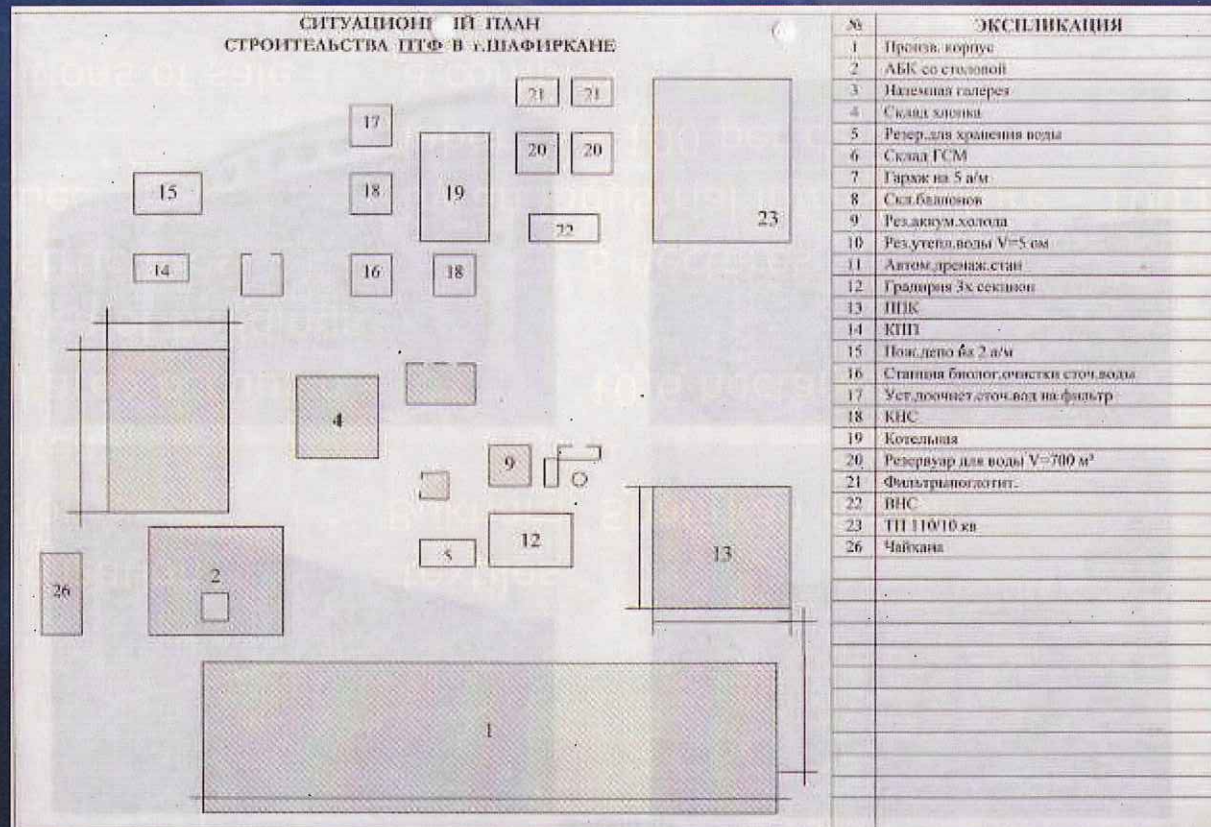 СИТУАЦИОННЫЙ ПЛАН
СТРОИТЕЛЬСТВА ПТФ В г.ШАФИРКАНЕ
21 21
17
20 20
15 18 19
22 23
14 16 18
4
9
12
5 13
2
26
1
№ ЭКСПЛИКАЦИЯ
1 Произв. корпус
2 АБК со столовой
3 Наземная галерея
4 Склад хлопка
5 Резер.для хранения воды
6 Склад ГСМ
7 Гараж на 5 а/м
8 Скл.баллонов
9 Рез.аккум.холода
10 Рез.утепл.воды V=5 ом
11 Автом.дренаж.стан
12 Градирня 3х секцион
13 ППК
14 КПП
15 Пож.депо на 2 а/м
16 Станция биолог.очистки сточ.воды
17 Уст.доочист.сточ.вод на фильтр
18 КНС
19 Котельная
20 Резервуар для воды V=700 м³
21 Фильтрыпоглотит.
22 ВНС
23 ТП 110/10 кв
26 Чайхана